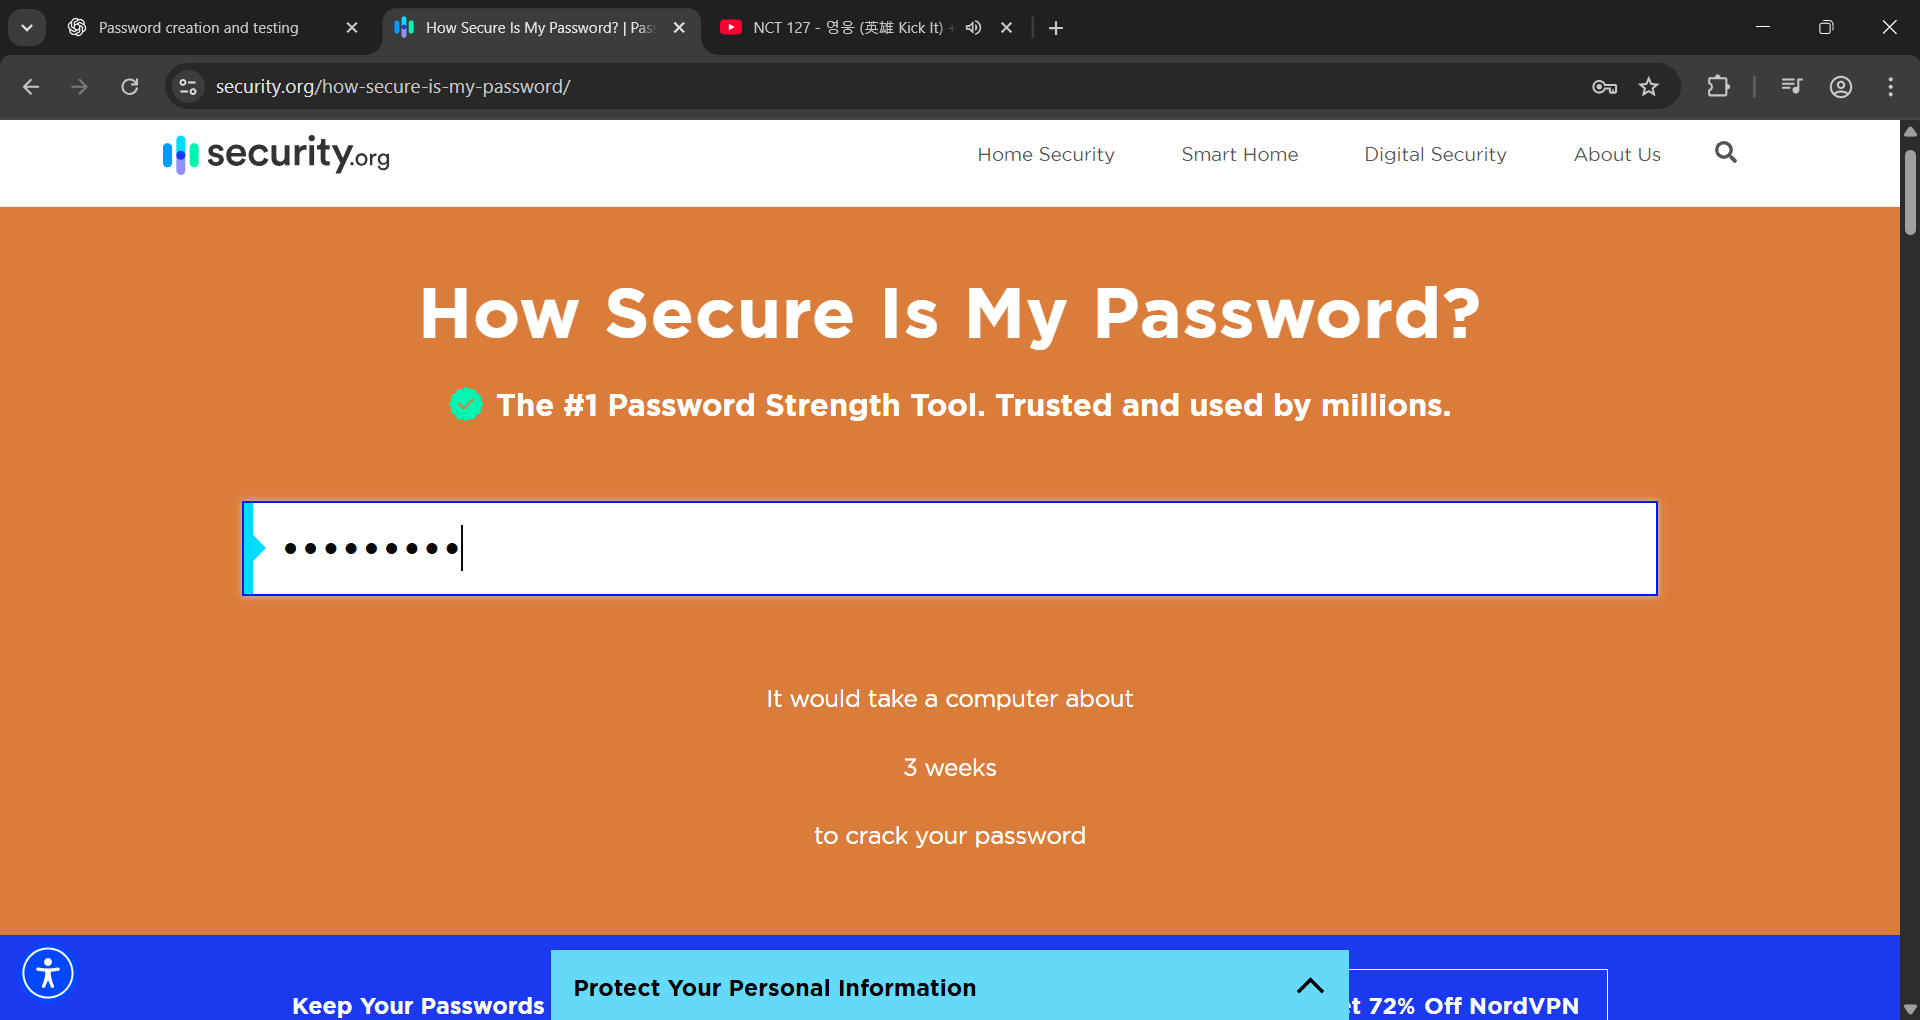 Password creation and testing
How Secure Is My Password? | Pas
NCT 127 - 영웅 (英雄 Kick It)
security.org/how-secure-is-my-password/
security.org
Home Security
Smart Home
Digital Security
About Us
How Secure Is My Password?
The #1 Password Strength Tool. Trusted and used by millions.
•••••••••
It would take a computer about
3 weeks
to crack your password
Keep Your Passwords
Protect Your Personal Information
et 72% Off NordVPN